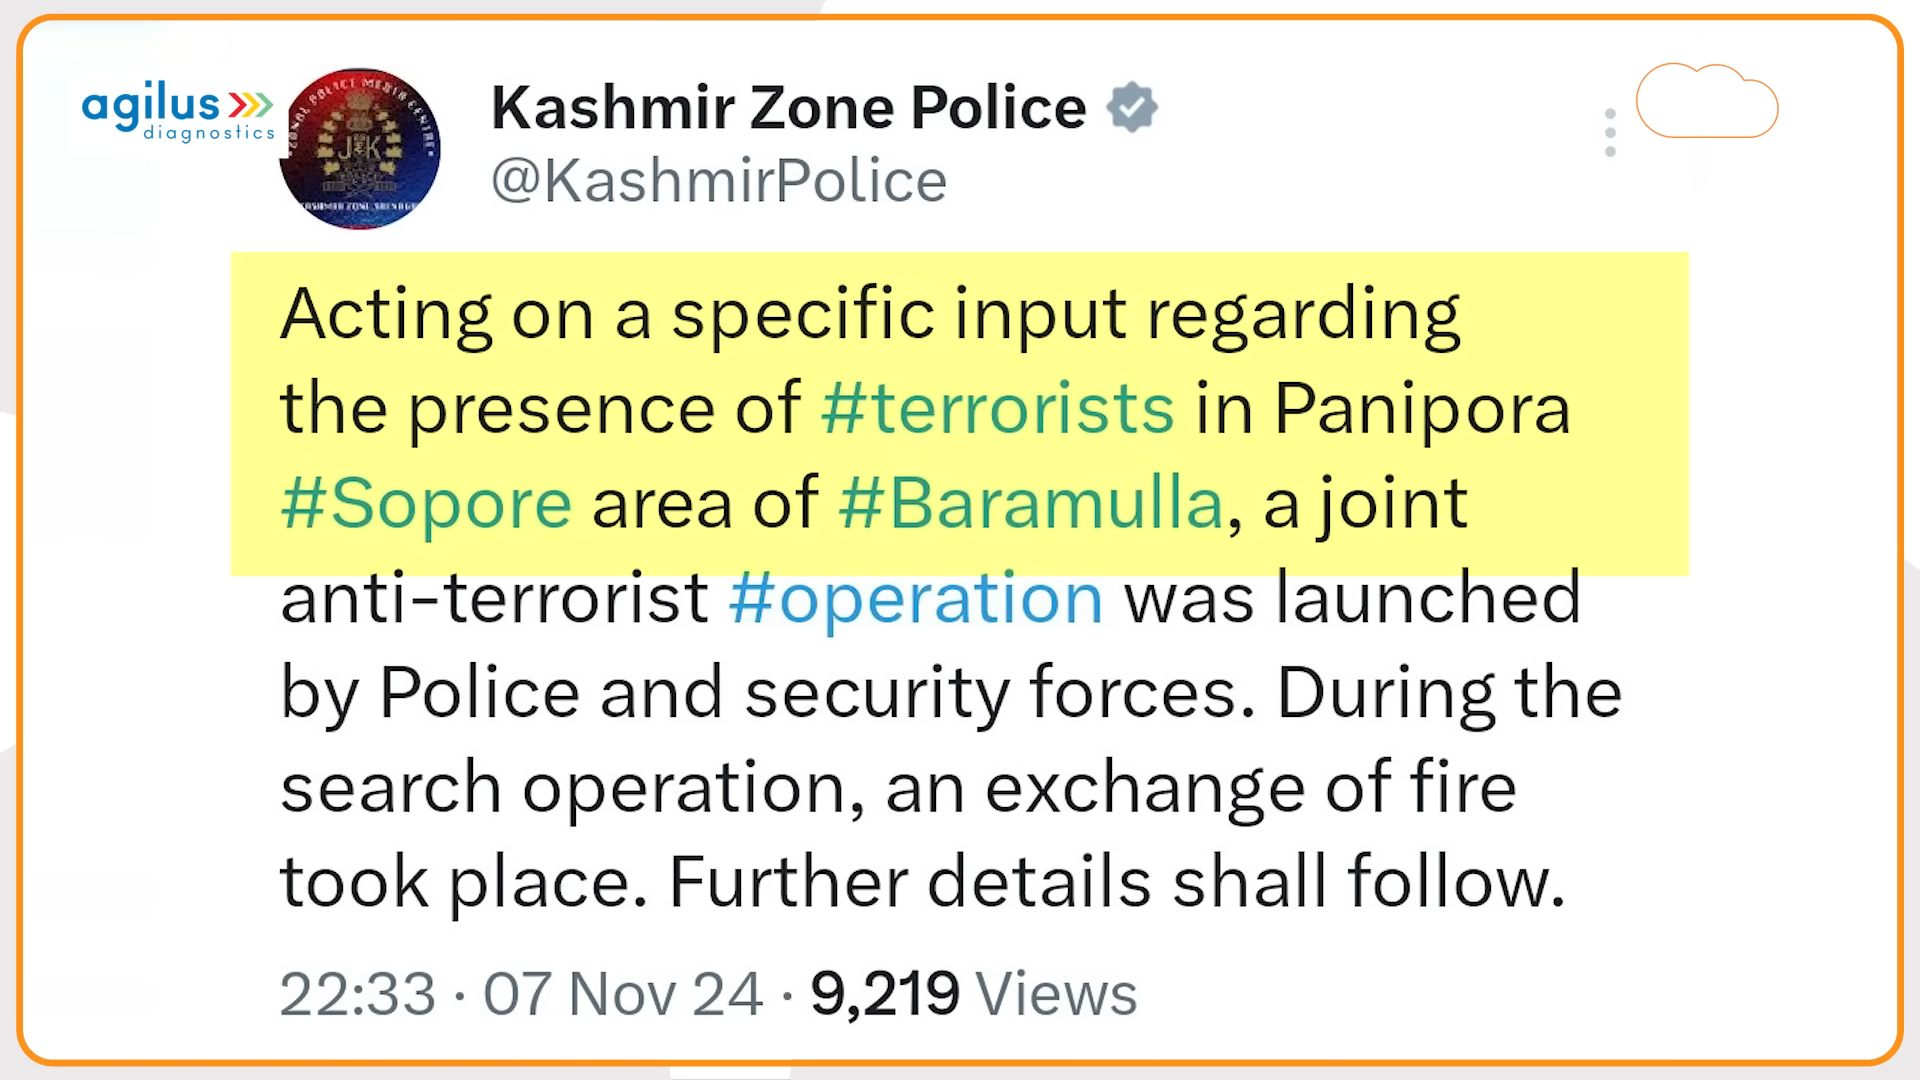 agilus
diagnostics
Kashmir Zone Police
@KashmirPolice
J&K
Acting on a specific input regarding
the presence of #terrorists in Panipora
#Sopore area of #Baramulla, a joint
anti-terrorist #operation was launched
by Police and security forces. During the
search operation, an exchange of fire
took place. Further details shall follow.
22:33 · 07 Nov 24 · 9,219 Views